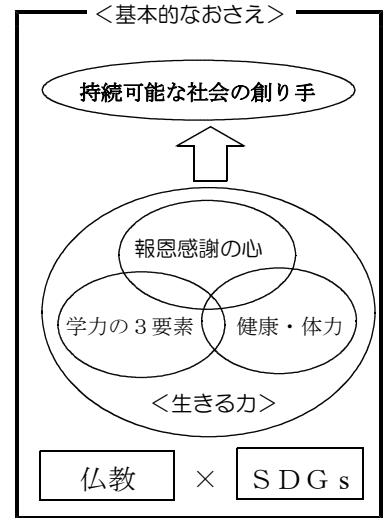 ＜基本的なおさえ＞
持続可能な社会の創り手
報恩感謝の心
学力の３要素
健康・体力
＜生きる力＞
仏教 × ＳＤＧｓ